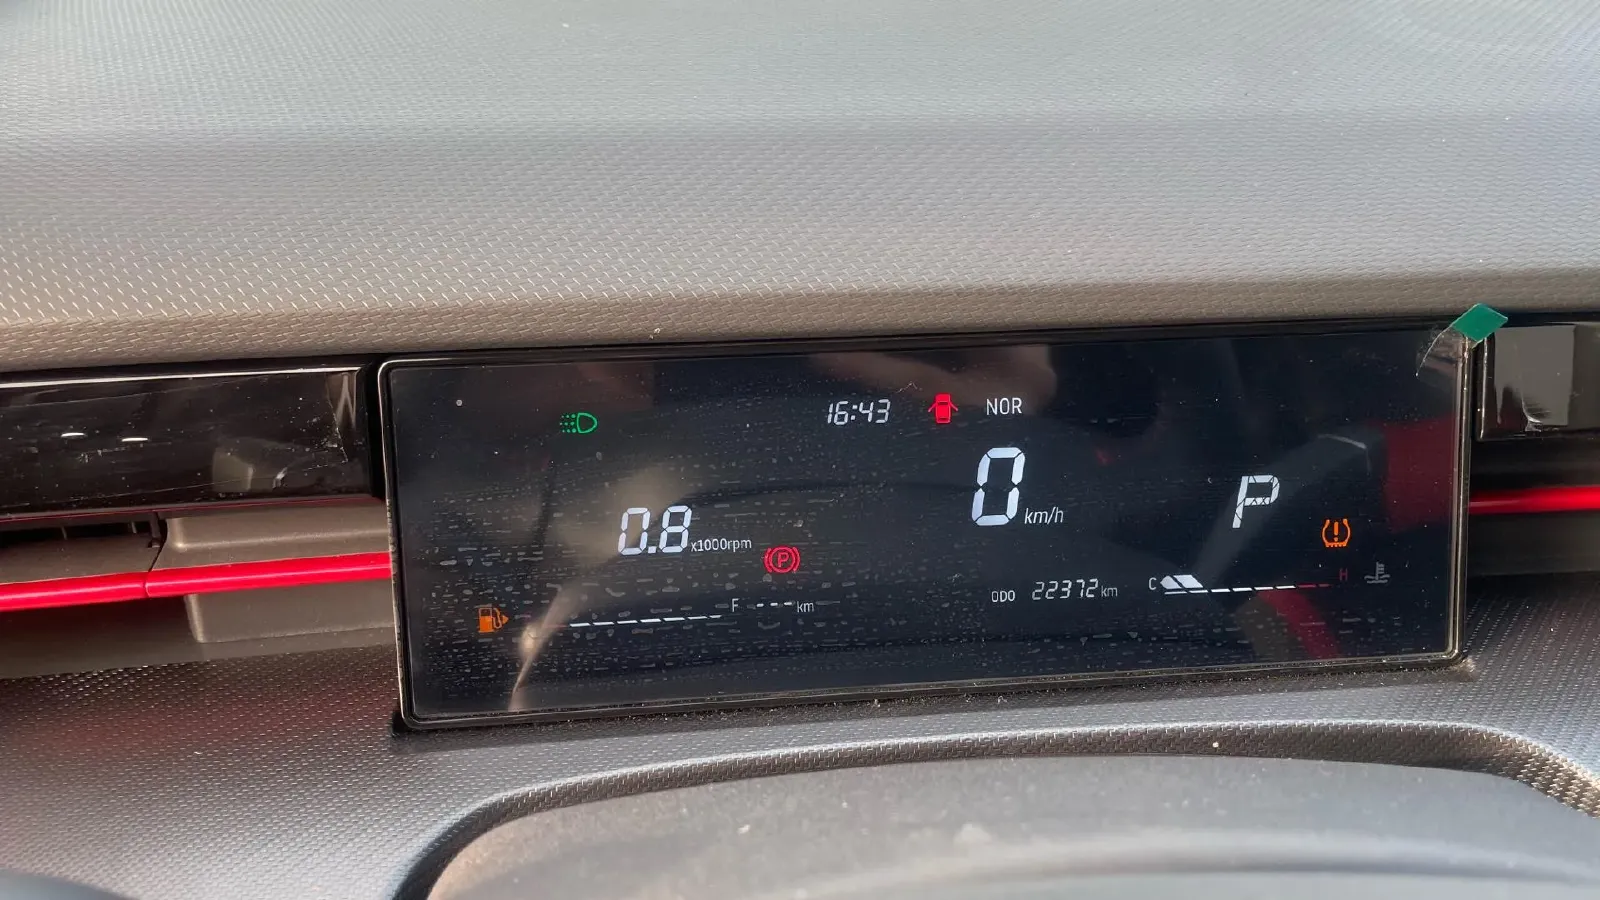 16:43 NOR
0 km/h
P
0.8 x1000rpm
P
F --- km
ODO 22372 km
C H